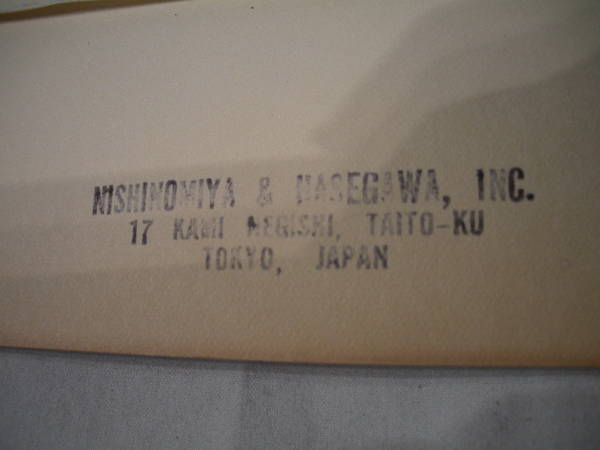 NISHINOMIYA & HASEGAWA, INC.
17 KAMI NEGISHI, TAITO-KU
TOKYO, JAPAN